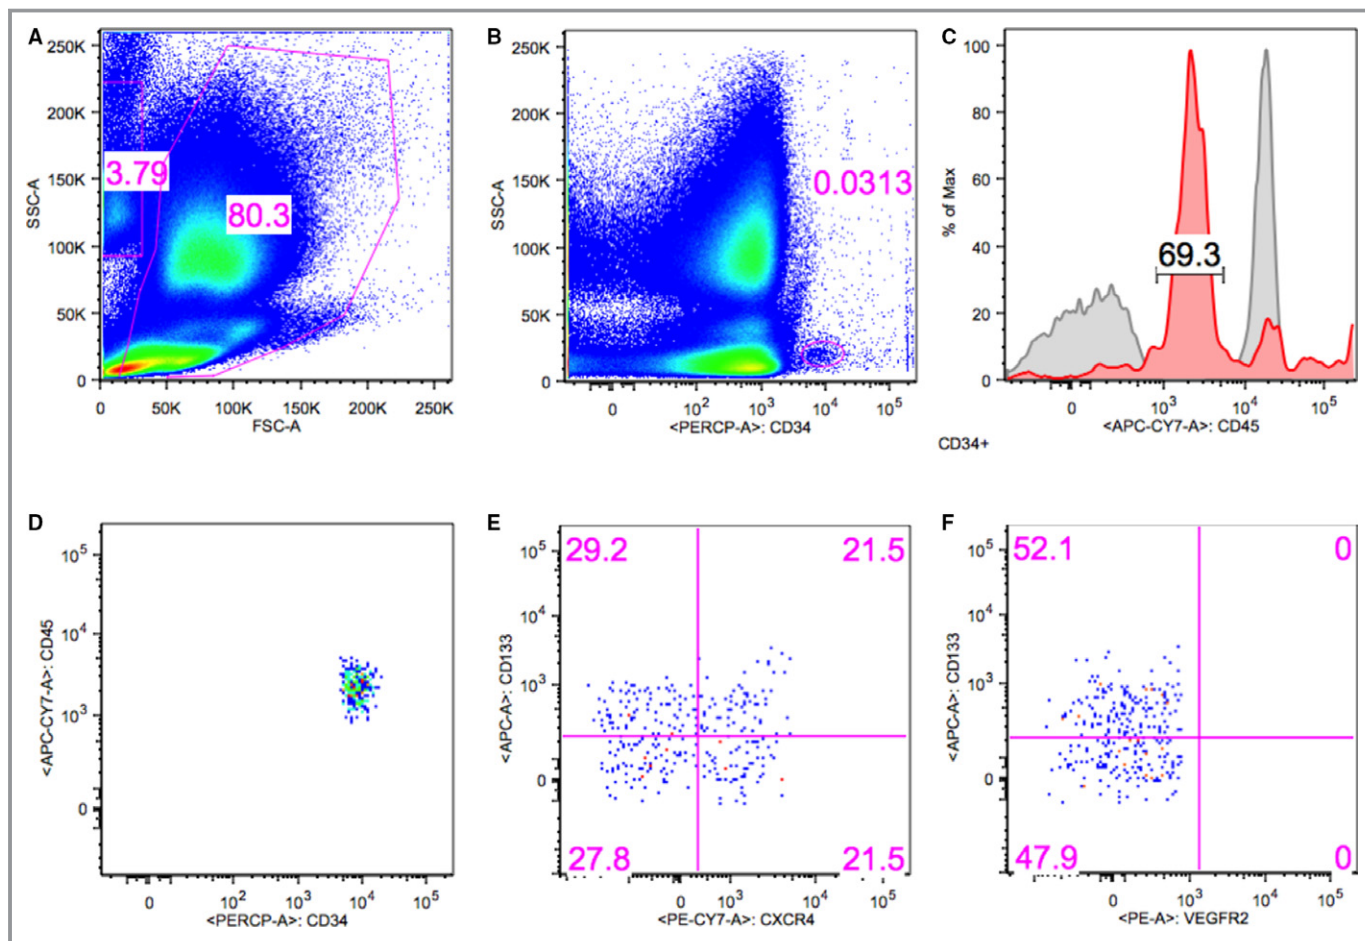 A
250K
200K
150K
100K
50K
0
SSC-A
3.79
80.3
0 50K 100K 150K 200K 250K
FSC-A
B
250K
200K
150K
100K
50K
0
SSC-A
0.0313
0 10² 10³ 10⁴ 10⁵
<PERCP-A>: CD34
C
100
80
60
40
20
0
% of Max
69.3
0 10³ 10⁴ 10⁵
<APC-CY7-A>: CD45
CD34+
D
10⁵
10⁴
10³
0
<APC-CY7-A>: CD45
0 10² 10³ 10⁴ 10⁵
<PERCP-A>: CD34
E
10⁵
10⁴
10³
0
<APC-A>: CD133
29.2 21.5
27.8 21.5
0 10³ 10⁴ 10⁵
<PE-CY7-A>: CXCR4
F
10⁵
10⁴
10³
0
<APC-A>: CD133
52.1 0
47.9 0
0 10³ 10⁴ 10⁵
<PE-A>: VEGFR2